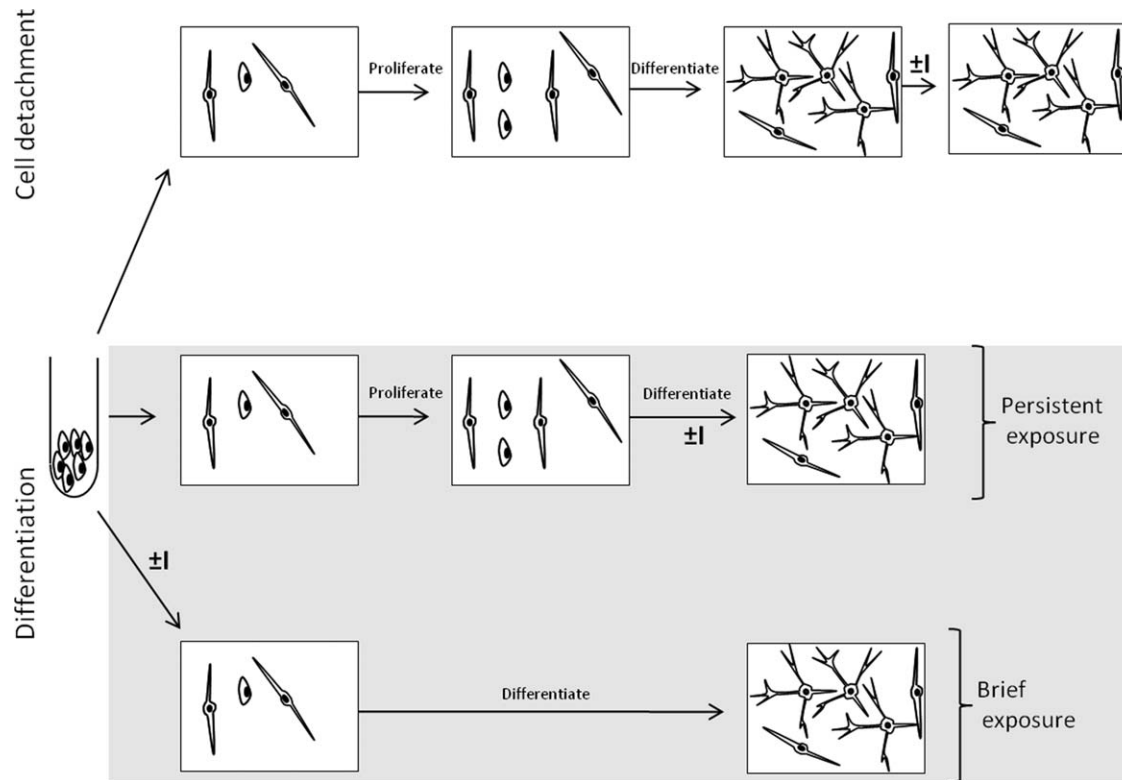 Cell detachment
Proliferate
Differentiate
±I
Differentiation
Proliferate
Differentiate
±I
Persistent
exposure
±I
Differentiate
Brief
exposure